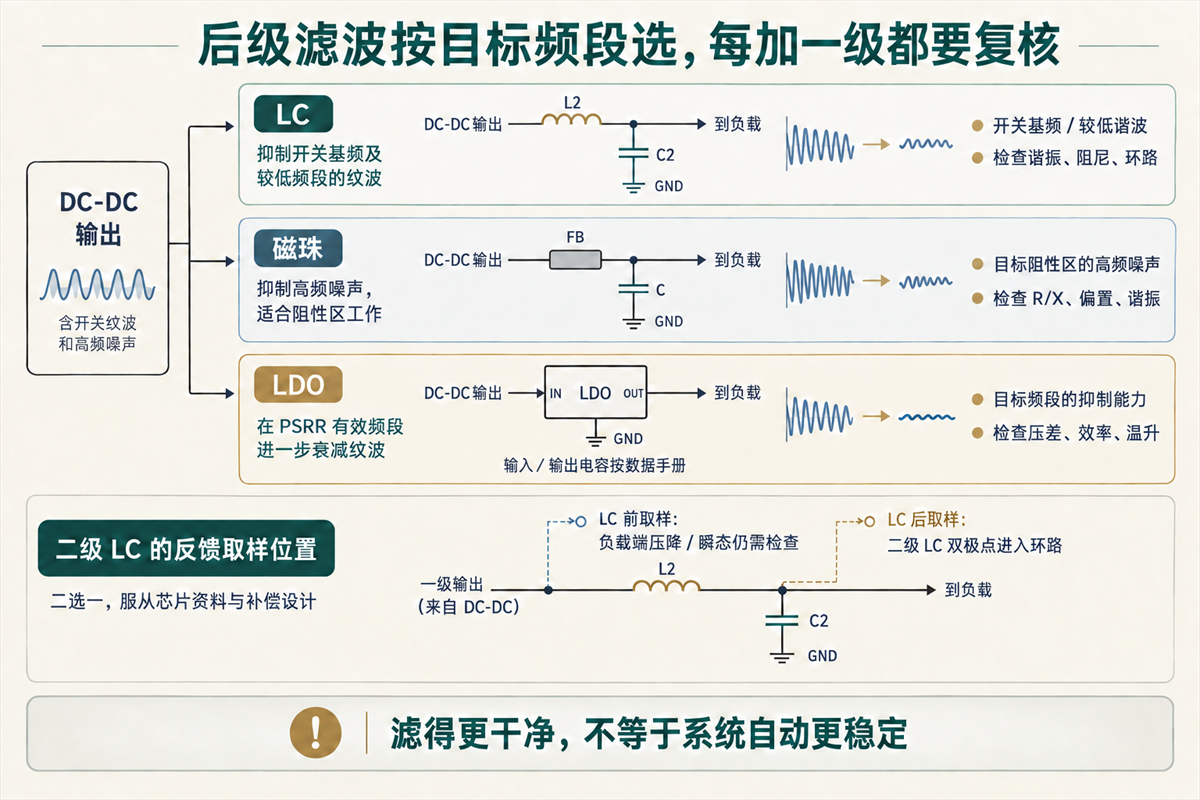 后级滤波按目标频段选，每加一级都要复核
DC-DC
输出
含开关纹波
和高频噪声
LC
抑制开关基频及
较低频段的纹波
DC-DC 输出
L2
C2
GND
到负载
开关基频 / 较低谐波
检查谐振、阻尼、环路
磁珠
抑制高频噪声，
适合阻性区工作
DC-DC 输出
FB
C
GND
到负载
目标阻性区的高频噪声
检查 R/X、偏置、谐振
LDO
在 PSRR 有效频段
进一步衰减纹波
DC-DC 输出
IN LDO OUT
GND
到负载
输入 / 输出电容按数据手册
目标频段的抑制能力
检查压差、效率、温升
二级 LC 的反馈取样位置
二选一，服从芯片资料与补偿设计
LC 前取样：
负载端压降 / 瞬态仍需检查
LC 后取样：
二级 LC 双极点进入环路
一级输出
（来自 DC-DC）
L2
C2
GND
到负载
!
滤得更干净，不等于系统自动更稳定